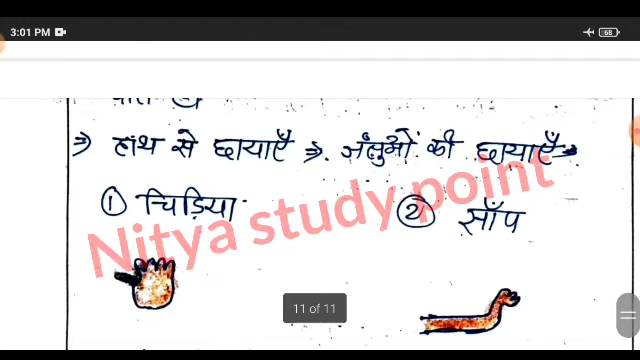 3:01 PM
68
⇒ हाथ से छायाएँ ⇒ जंतुओं की छायाएँ ⇒
① चिड़िया
② साँप
Nitya study point
11 of 11